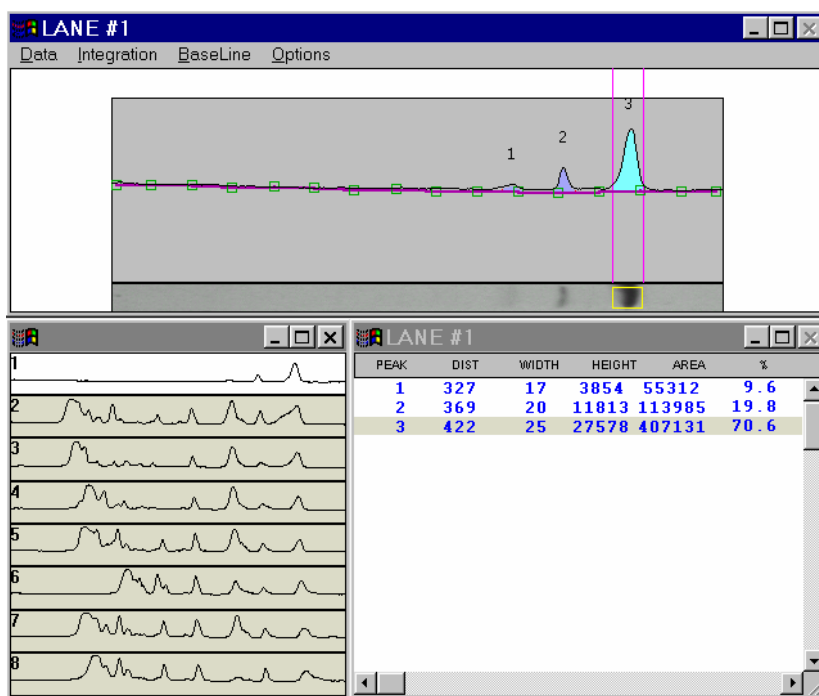 LANE #1
Data Integration BaseLine Options
1 2 3
1
2
3
4
5
6
7
8
LANE #1
PEAK DIST WIDTH HEIGHT AREA %
1 327 17 3854 55312 9.6
2 369 20 11813 113985 19.8
3 422 25 27578 407131 70.6